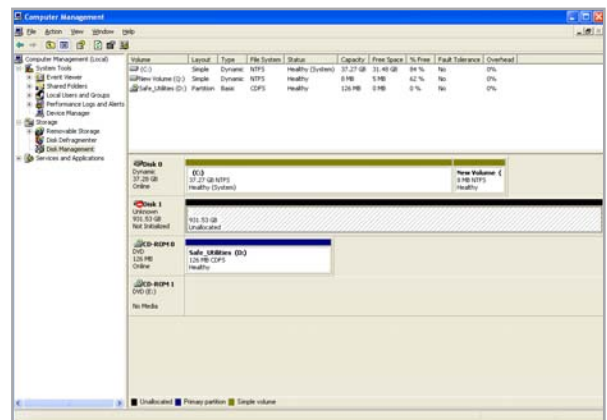 Computer Management
File Action View Window Help
Computer Management (Local)
System Tools
Event Viewer
Shared Folders
Local Users and Groups
Performance Logs and Alerts
Device Manager
Storage
Removable Storage
Disk Defragmenter
Disk Management
Services and Applications
Volume Layout Type File System Status Capacity Free Space % Free Fault Tolerance Overhead
(C:) Simple Dynamic NTFS Healthy (System) 37.27 GB 31.48 GB 84 % No 0%
New Volume (Q:) Simple Dynamic NTFS Healthy 8 MB 5 MB 62 % No 0%
Safe_Utilities (D:) Partition Basic CDFS Healthy 126 MB 0 MB 0 % No 0%
Disk 0
Dynamic
37.28 GB
Online
(C:)
37.27 GB NTFS
Healthy (System)
New Volume (
8 MB NTFS
Healthy
Disk 1
Unknown
931.53 GB
Not Initialized
931.53 GB
Unallocated
CD-ROM 0
DVD
126 MB
Online
Safe_Utilities (D:)
126 MB CDFS
Healthy
CD-ROM 1
DVD (E:)
No Media
Unallocated Primary partition Simple volume